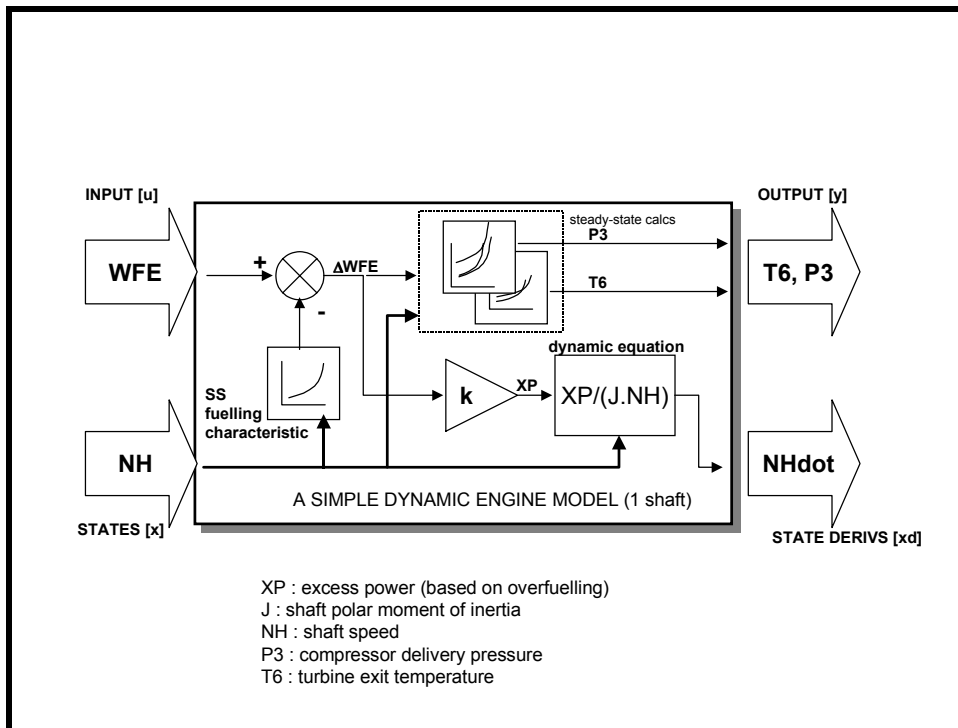 INPUT [u]
OUTPUT [y]
WFE
+
-
ΔWFE
steady-state calcs
P3
T6
T6, P3
SS
fuelling
characteristic
k
XP
dynamic equation
XP/(J.NH)
NH
NHdot
A SIMPLE DYNAMIC ENGINE MODEL (1 shaft)
STATES [x]
STATE DERIVS [xd]
XP : excess power (based on overfuelling)
J : shaft polar moment of inertia
NH : shaft speed
P3 : compressor delivery pressure
T6 : turbine exit temperature